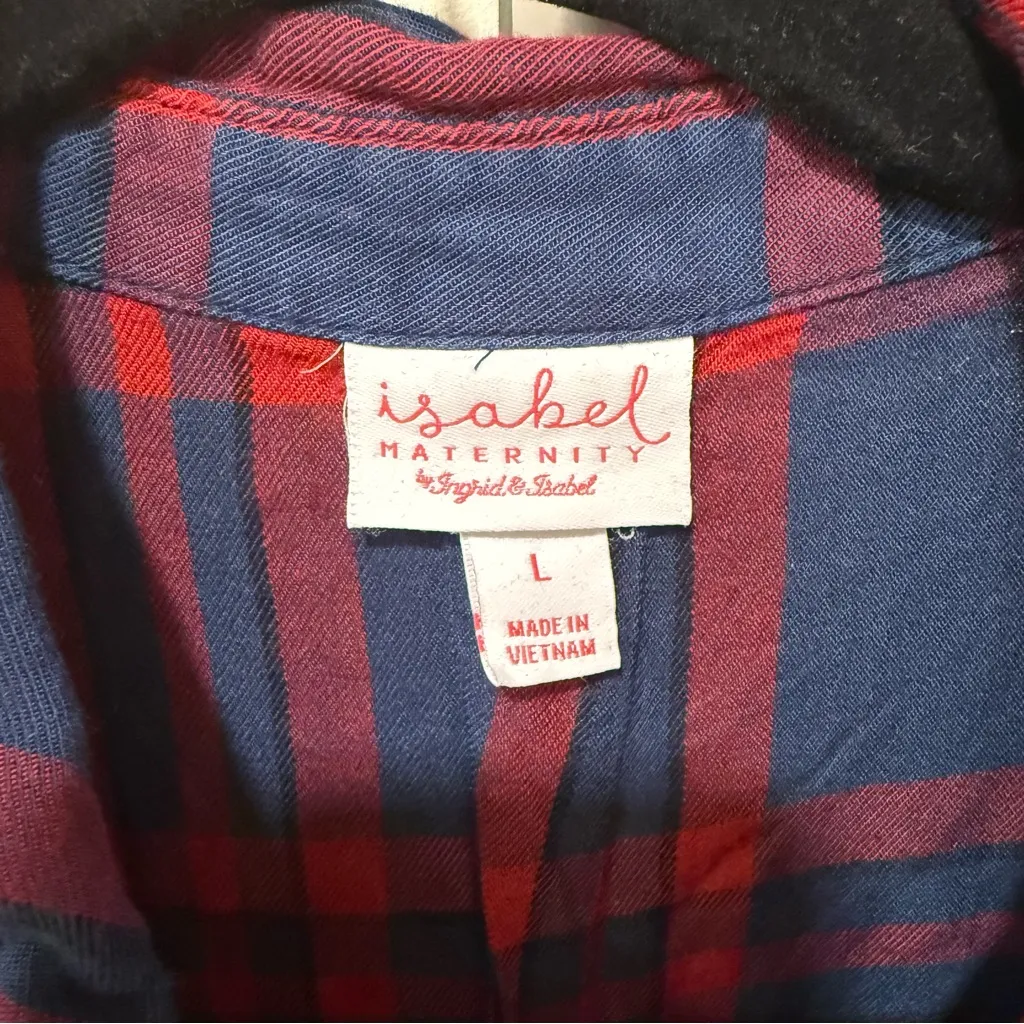 isabel
MATERNITY
by Ingrid & Isabel
L
MADE IN
VIETNAM